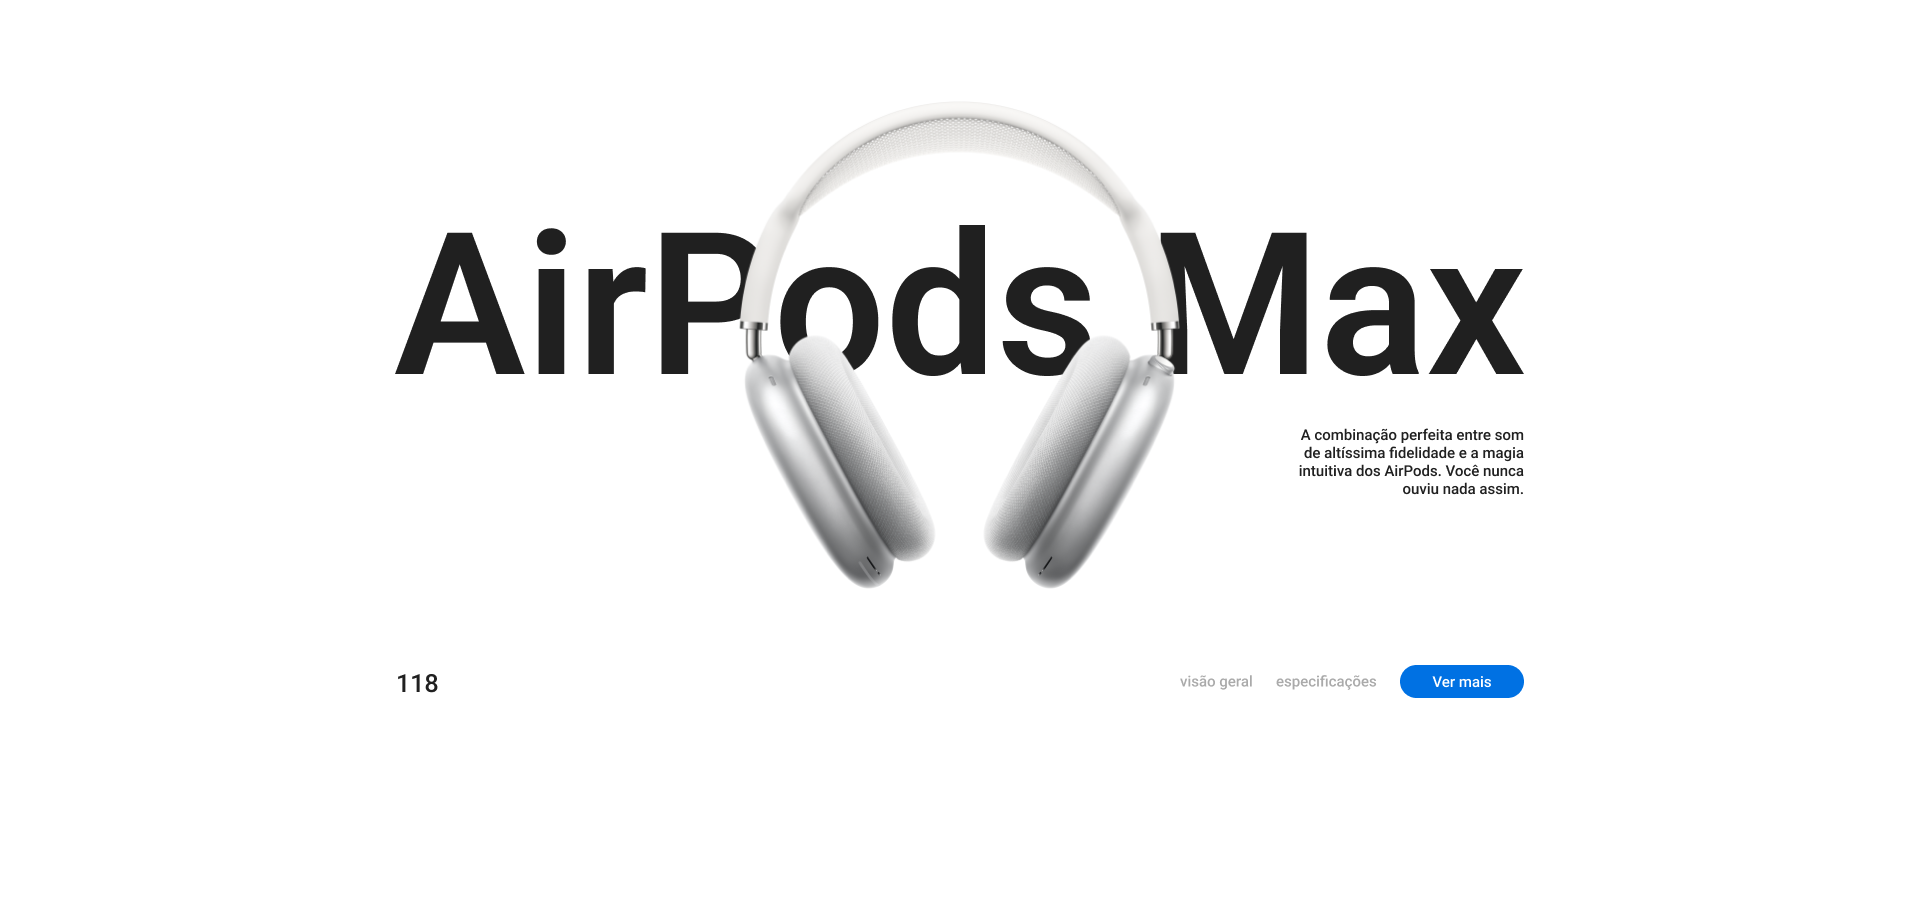 AirPods Max
A combinação perfeita entre som
de altíssima fidelidade e a magia
intuitiva dos AirPods. Você nunca
ouviu nada assim.
118
visão geral
especificações
Ver mais